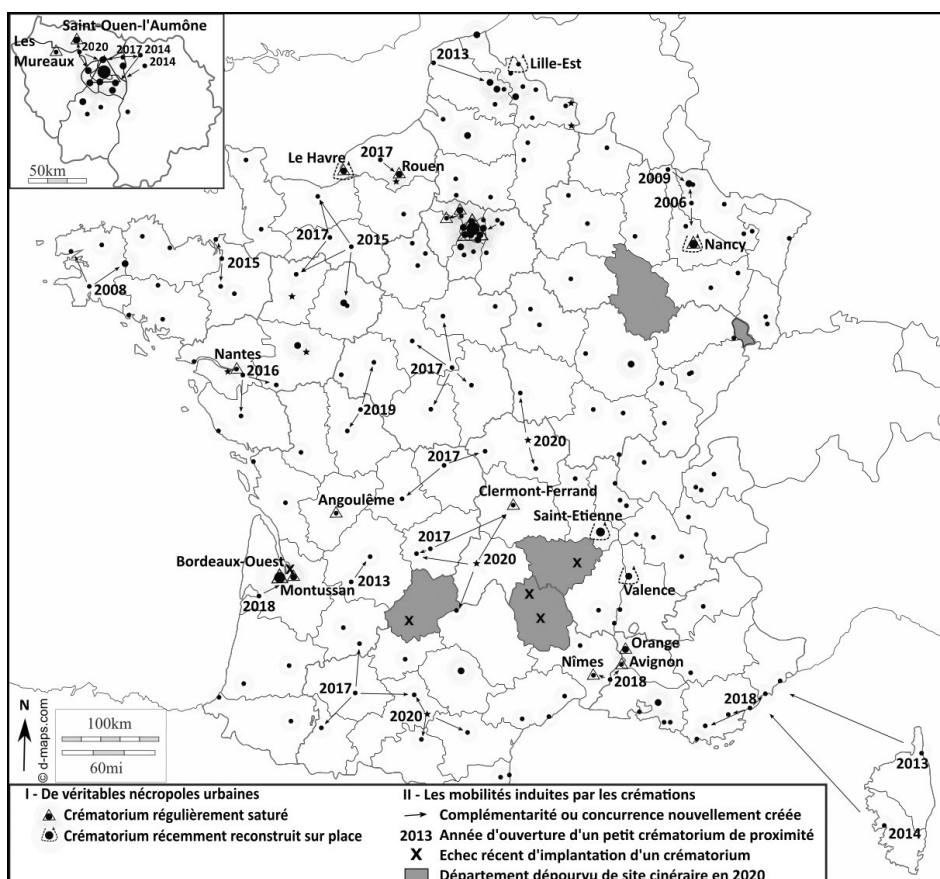 Saint-Ouen-l'Aumône
Les
Mureaux
2020
2017
2014
2014
50km
2013
Lille-Est
Le Havre
2017
Rouen
2009
2006
Nancy
2017
2015
2015
2008
Nantes
2016
2017
2019
2020
2017
Angoulême
Clermont-Ferrand
Saint-Etienne
2017
2020
Bordeaux-Ouest
Montussan
2013
2018
Valence
Orange
Avignon
Nîmes
2018
2017
2020
2018
2013
2014
N
© d-maps.com
100km
60mi
I - De véritables nécropoles urbaines
Crématorium régulièrement saturé
Crématorium récemment reconstruit sur place
II - Les mobilités induites par les crémations
Complémentarité ou concurrence nouvellement créée
2013 Année d'ouverture d'un petit crématorium de proximité
X Echec récent d'implantation d'un crématorium
Département dépourvu de site cinéraire en 2020